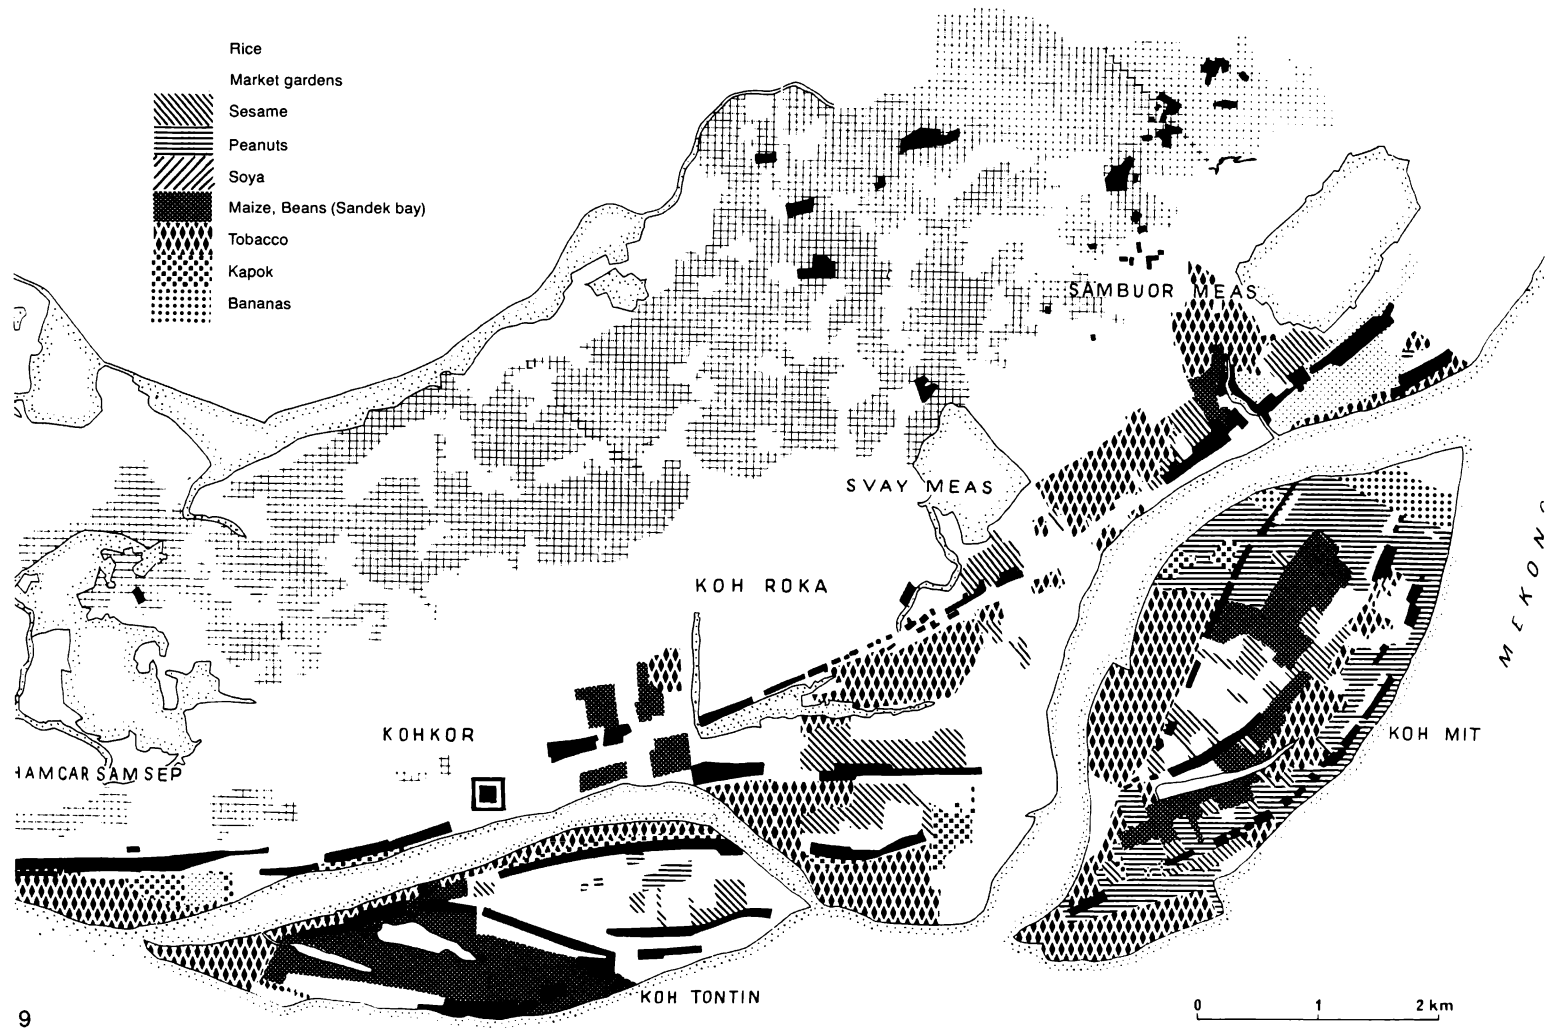 Rice
Market gardens
Sesame
Peanuts
Soya
Maize, Beans (Sandek bay)
Tobacco
Kapok
Bananas
SAMBUOR MEAS
SVAY MEAS
KOH ROKA
KOHKOR
HAMCAR SAMSEP
MEKONG
KOH MIT
KOH TONTIN
9
0 1 2 km